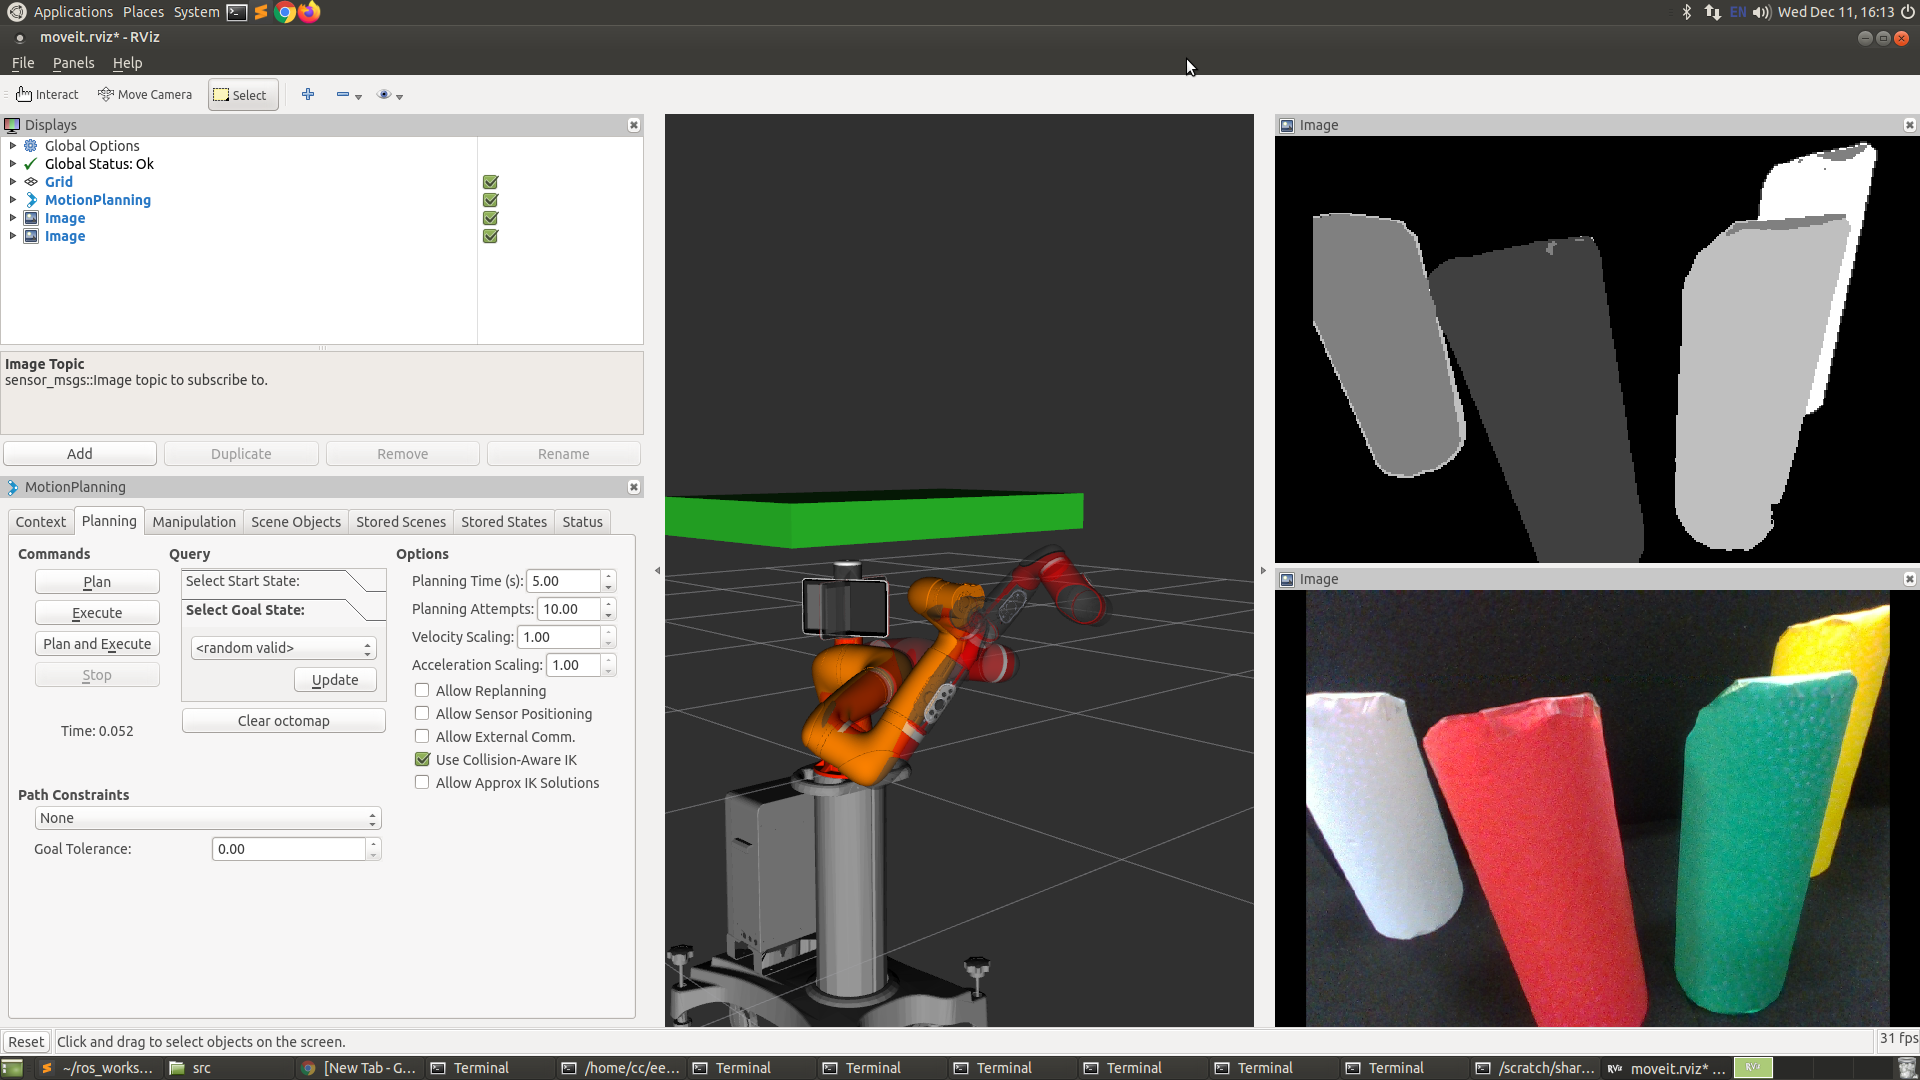 Applications Places System EN Wed Dec 11, 16:13
moveit.rviz* - RViz
File Panels Help
Interact Move Camera Select
Displays
Global Options
Global Status: Ok
Grid
MotionPlanning
Image
Image
Image Topic
sensor_msgs::Image topic to subscribe to.
Add Duplicate Remove Rename
MotionPlanning
Context Planning Manipulation Scene Objects Stored Scenes Stored States Status
Commands
Plan
Execute
Plan and Execute
Stop
Time: 0.052
Query
Select Start State:
Select Goal State:
<random valid>
Update
Clear octomap
Options
Planning Time (s): 5.00
Planning Attempts: 10.00
Velocity Scaling: 1.00
Acceleration Scaling: 1.00
Allow Replanning
Allow Sensor Positioning
Allow External Comm.
Use Collision-Aware IK
Allow Approx IK Solutions
Path Constraints
None
Goal Tolerance: 0.00
Image
Image
Reset Click and drag to select objects on the screen. 31 fps
~/ros_works... src [New Tab - G... Terminal /home/cc/ee... Terminal Terminal Terminal Terminal Terminal Terminal /scratch/shar... RViz moveit.rviz* ... RViz